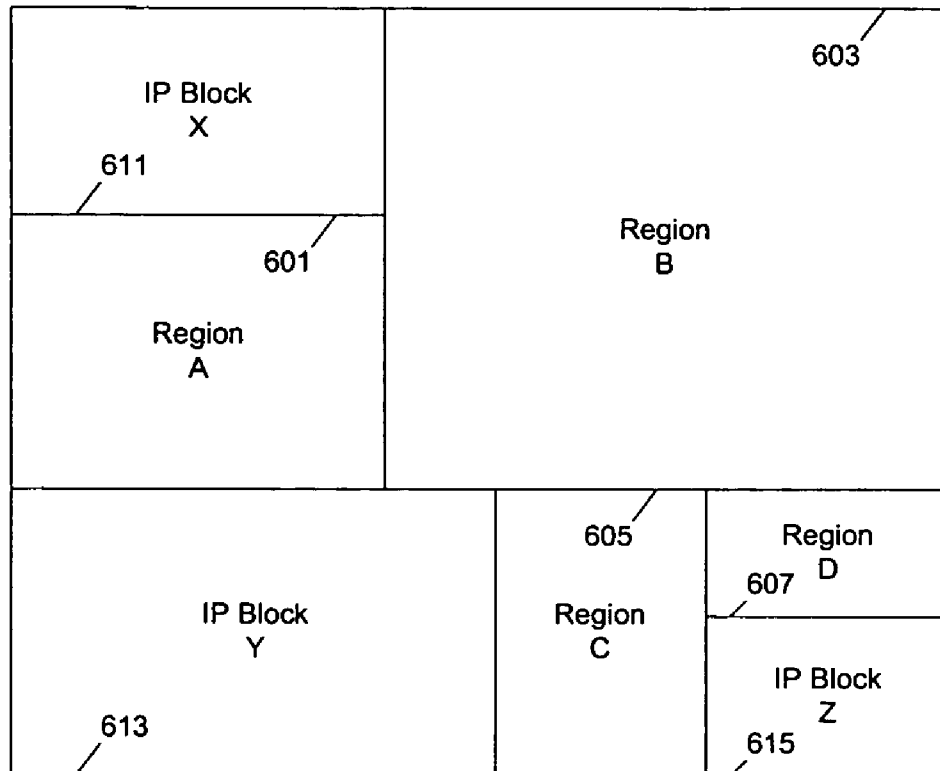 603
IP Block
X
611
Region
B
601
Region
A
605
Region
D
607
IP Block
Y
Region
C
IP Block
Z
613
615